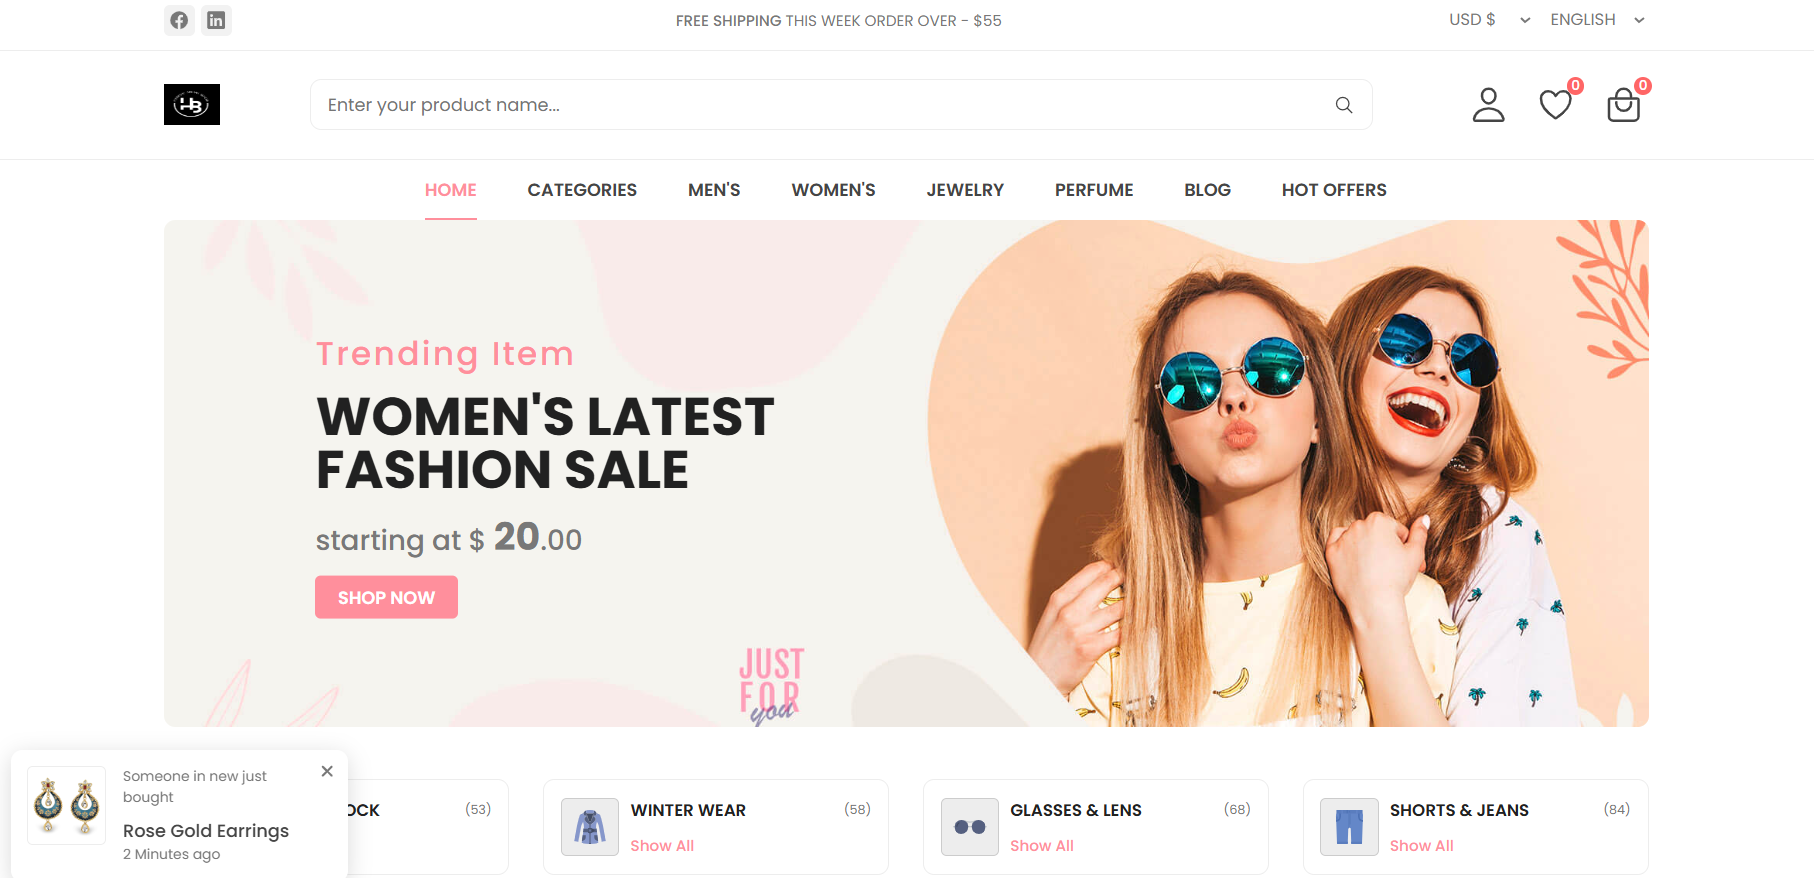 FREE SHIPPING THIS WEEK ORDER OVER - $55
USD $
ENGLISH
HB
Enter your product name...
0
0
HOME
CATEGORIES
MEN'S
WOMEN'S
JEWELRY
PERFUME
BLOG
HOT OFFERS
Trending Item
WOMEN'S LATEST
FASHION SALE
starting at $ 20.00
SHOP NOW
JUST
FOR
you
Someone in new just
bought
Rose Gold Earrings
2 Minutes ago
OCK
(53)
WINTER WEAR
(58)
Show All
GLASSES & LENS
(68)
Show All
SHORTS & JEANS
(84)
Show All